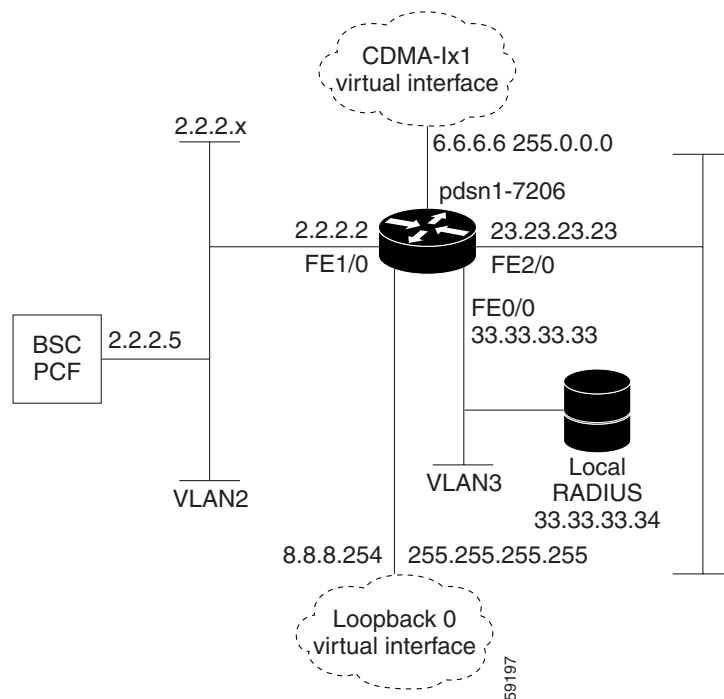 CDMA-Ix1
virtual interface
2.2.2.x
6.6.6.6 255.0.0.0
pdsn1-7206
2.2.2.2
23.23.23.23
FE1/0
FE2/0
FE0/0
33.33.33.33
BSC
PCF
2.2.2.5
Local
RADIUS
33.33.33.34
VLAN2
VLAN3
8.8.8.254
255.255.255.255
Loopback 0
virtual interface
59197